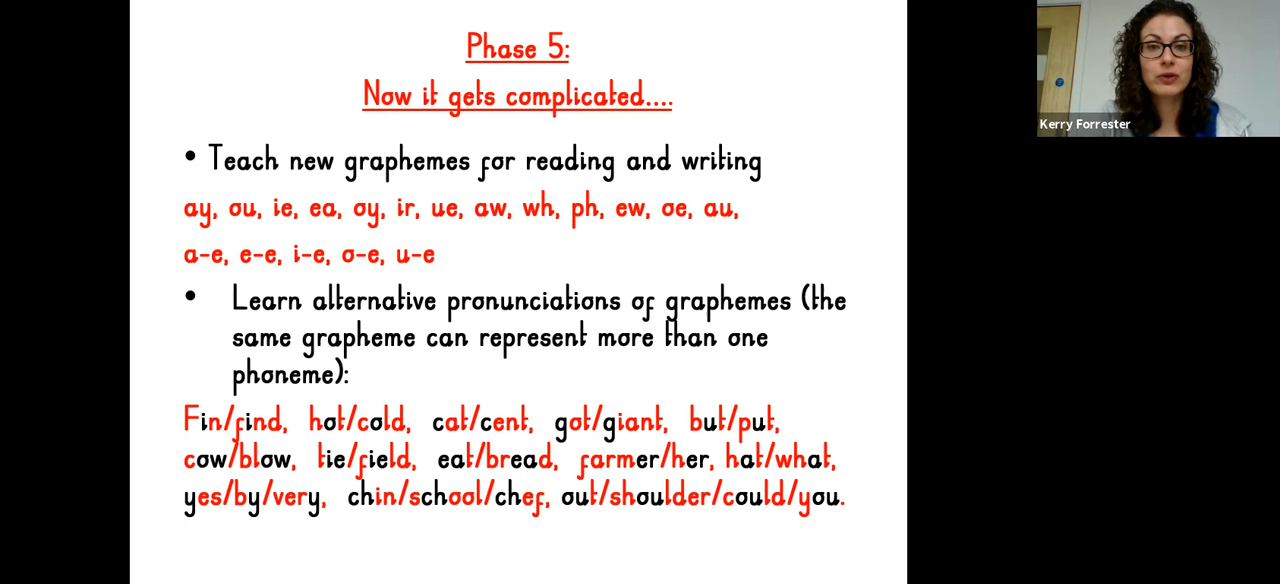 Phase 5:
Now it gets complicated....
• Teach new graphemes for reading and writing
ay, ou, ie, ea, oy, ir, ue, aw, wh, ph, ew, oe, au,
a-e, e-e, i-e, o-e, u-e
• Learn alternative pronunciations of graphemes (the
same grapheme can represent more than one
phoneme):
Fin/find, hot/cold, cat/cent, got/giant, but/put,
cow/blow, tie/field, eat/bread, farmer/her, hat/what,
yes/by/very, chin/school/chef, out/shoulder/could/you.
Kerry Forrester